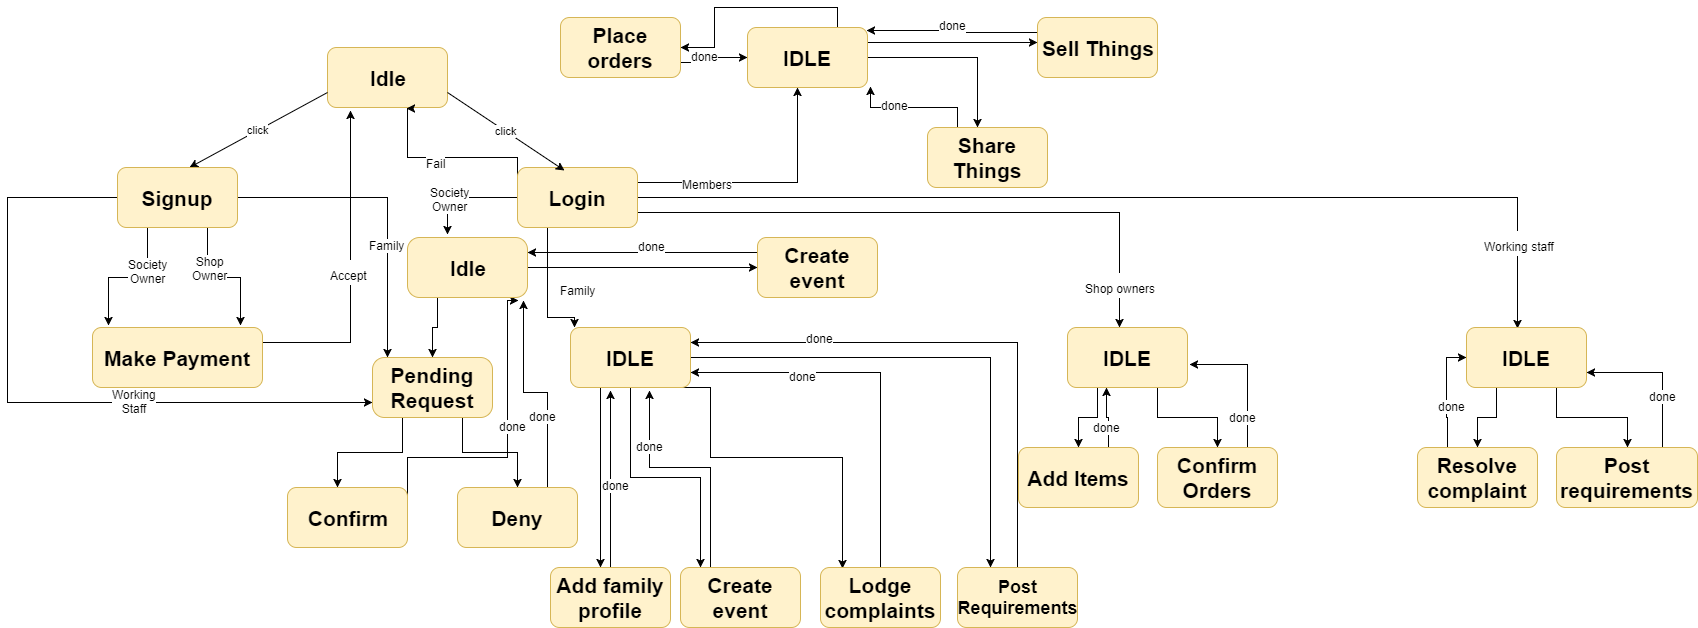 Place
orders
done
IDLE
done
Sell Things
done
Share
Things
Idle
click
click
Fail
Signup
Login
Members
Society
Owner
Society
Owner
Shop
Owner
Family
Accept
Idle
done
Create
event
Family
Shop owners
Working staff
Make Payment
Working
Staff
Pending
Request
done
done
Confirm
Deny
IDLE
done
done
done
done
Add family
profile
Create
event
Lodge
complaints
Post
Requirements
IDLE
done
done
Add Items
Confirm
Orders
IDLE
done
done
Resolve
complaint
Post
requirements